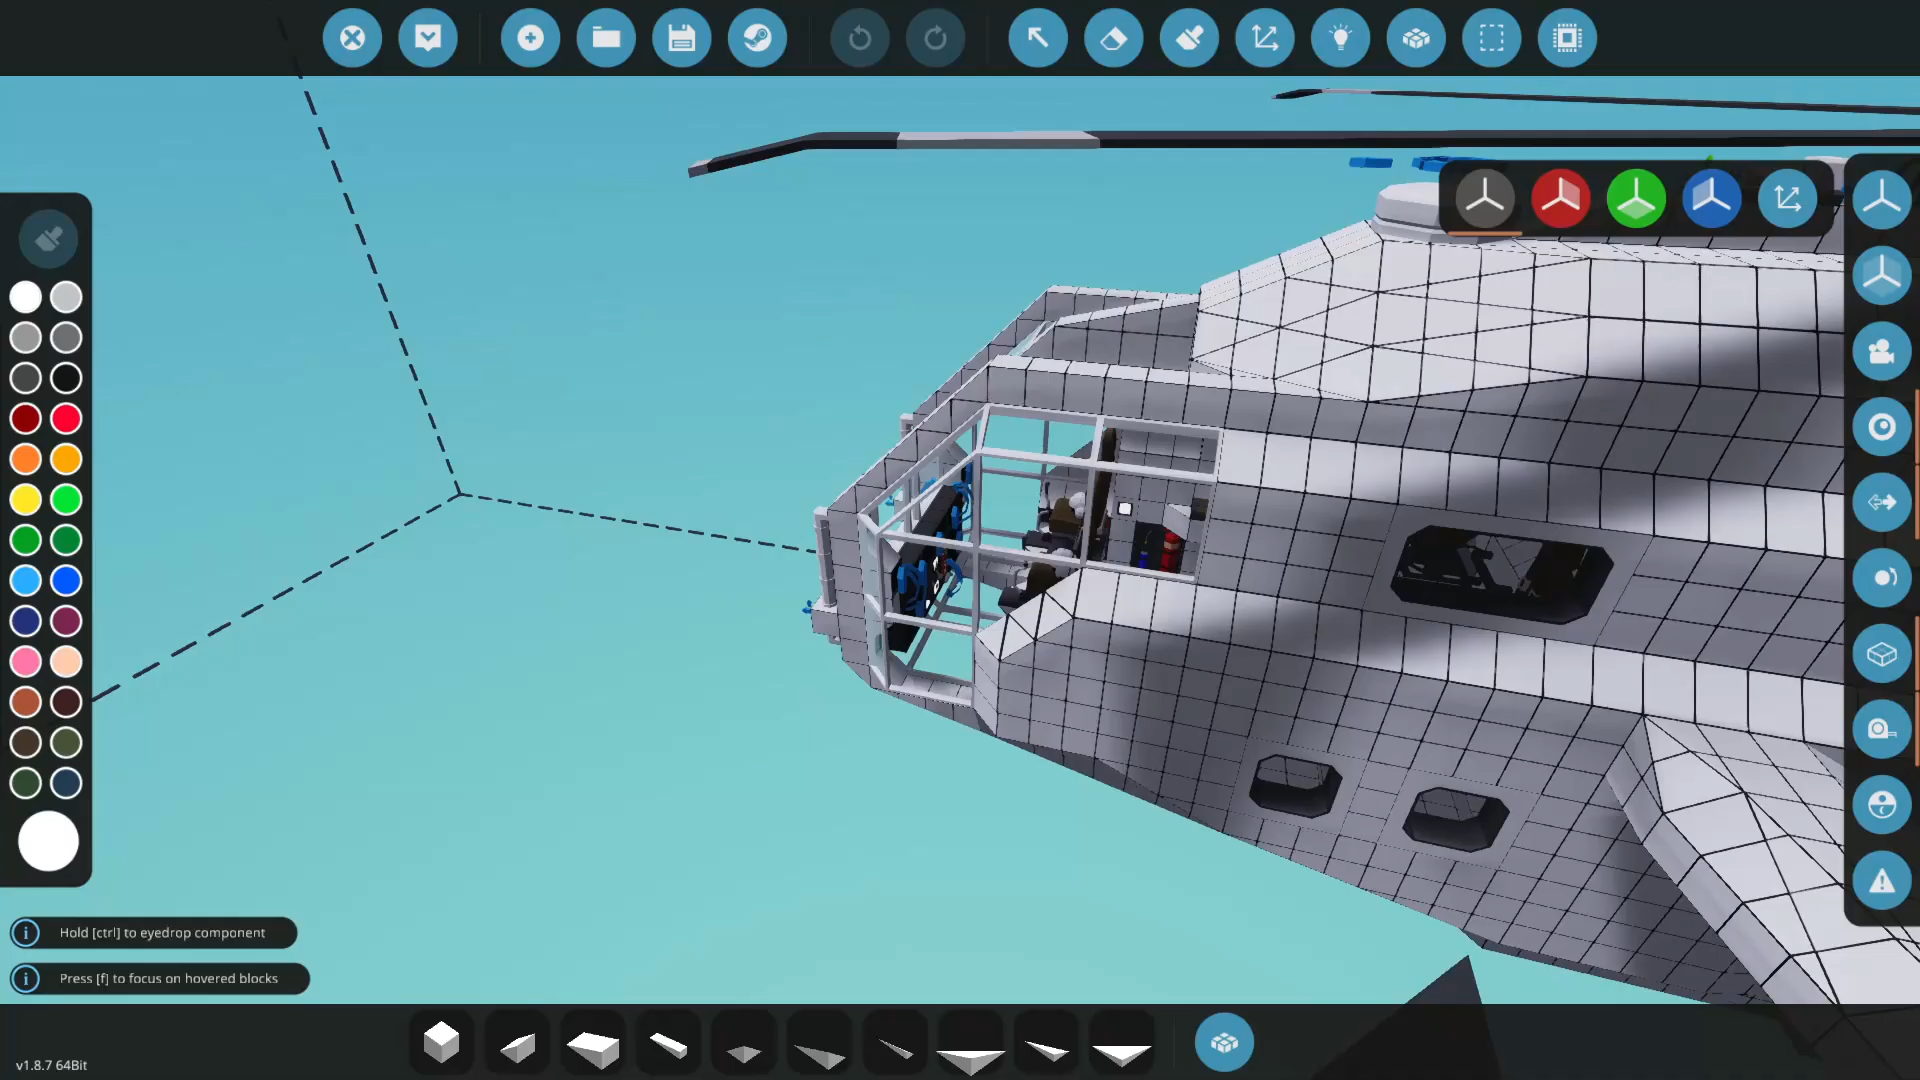 Hold [ctrl] to eyedrop component
Press [f] to focus on hovered blocks
v1.8.7 64Bit